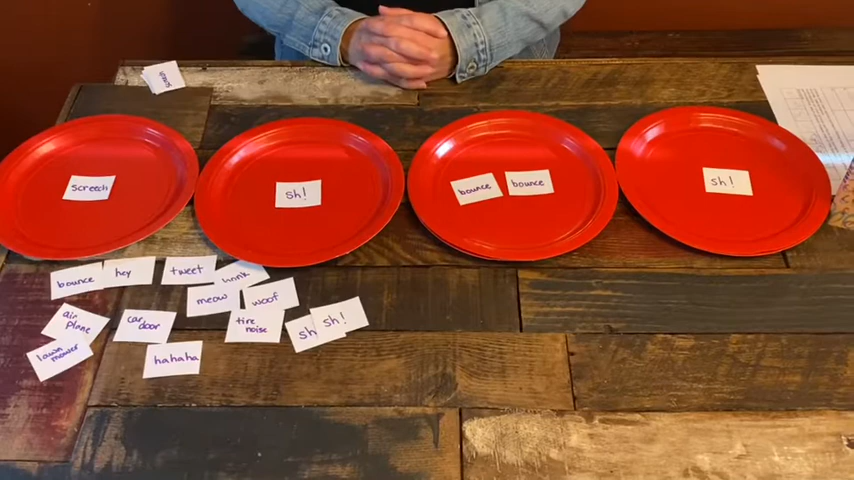 screech
sh!
bounce
bounce
sh!
bounce
hey
tweet
honk
meow
woof
air
plane
car
door
tire
noise
sh
sh!
lawn
mower
hahaha